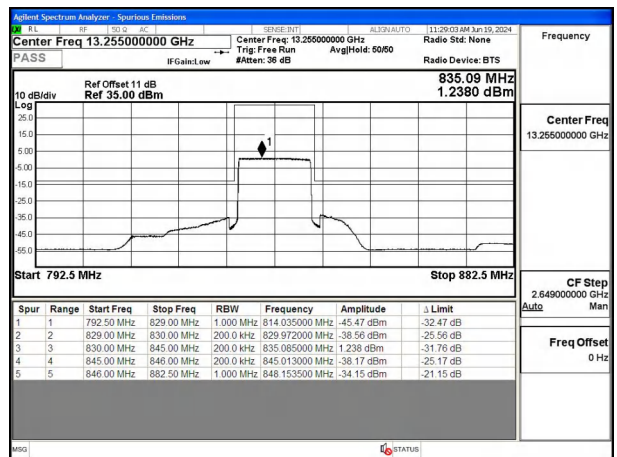 Agilent Spectrum Analyzer - Spurious Emissions
LXI RL RF 50 Ω AC SENSE:INT ALIGN AUTO 11:29:03 AM Jun 19, 2024
Center Freq 13.255000000 GHz
Center Freq: 13.255000000 GHz
Radio Std: None
Trig: Free Run Avg|Hold: 50/50
PASS
IFGain:Low
#Atten: 36 dB
Radio Device: BTS
Frequency
Ref Offset 11 dB
835.09 MHz
10 dB/div Ref 35.00 dBm
1.2380 dBm
Log
25.0
15.0
5.00
-5.00
-15.0
-25.0
-35.0
-45.0
-55.0
1
Start 792.5 MHz
Stop 882.5 MHz
Center Freq
13.255000000 GHz
CF Step
2.649000000 GHz
Auto Man
Freq Offset
0 Hz
Spur Range Start Freq Stop Freq RBW Frequency Amplitude Δ Limit
1 1 792.50 MHz 829.00 MHz 1.000 MHz 814.035000 MHz -45.47 dBm -32.47 dB
2 2 829.00 MHz 830.00 MHz 200.0 kHz 829.972000 MHz -38.56 dBm -25.56 dB
3 3 830.00 MHz 845.00 MHz 200.0 kHz 835.085000 MHz 1.238 dBm -31.76 dB
4 4 845.00 MHz 846.00 MHz 200.0 kHz 845.013000 MHz -38.17 dBm -25.17 dB
5 5 846.00 MHz 882.50 MHz 1.000 MHz 848.153500 MHz -34.15 dBm -21.15 dB
MSG
STATUS